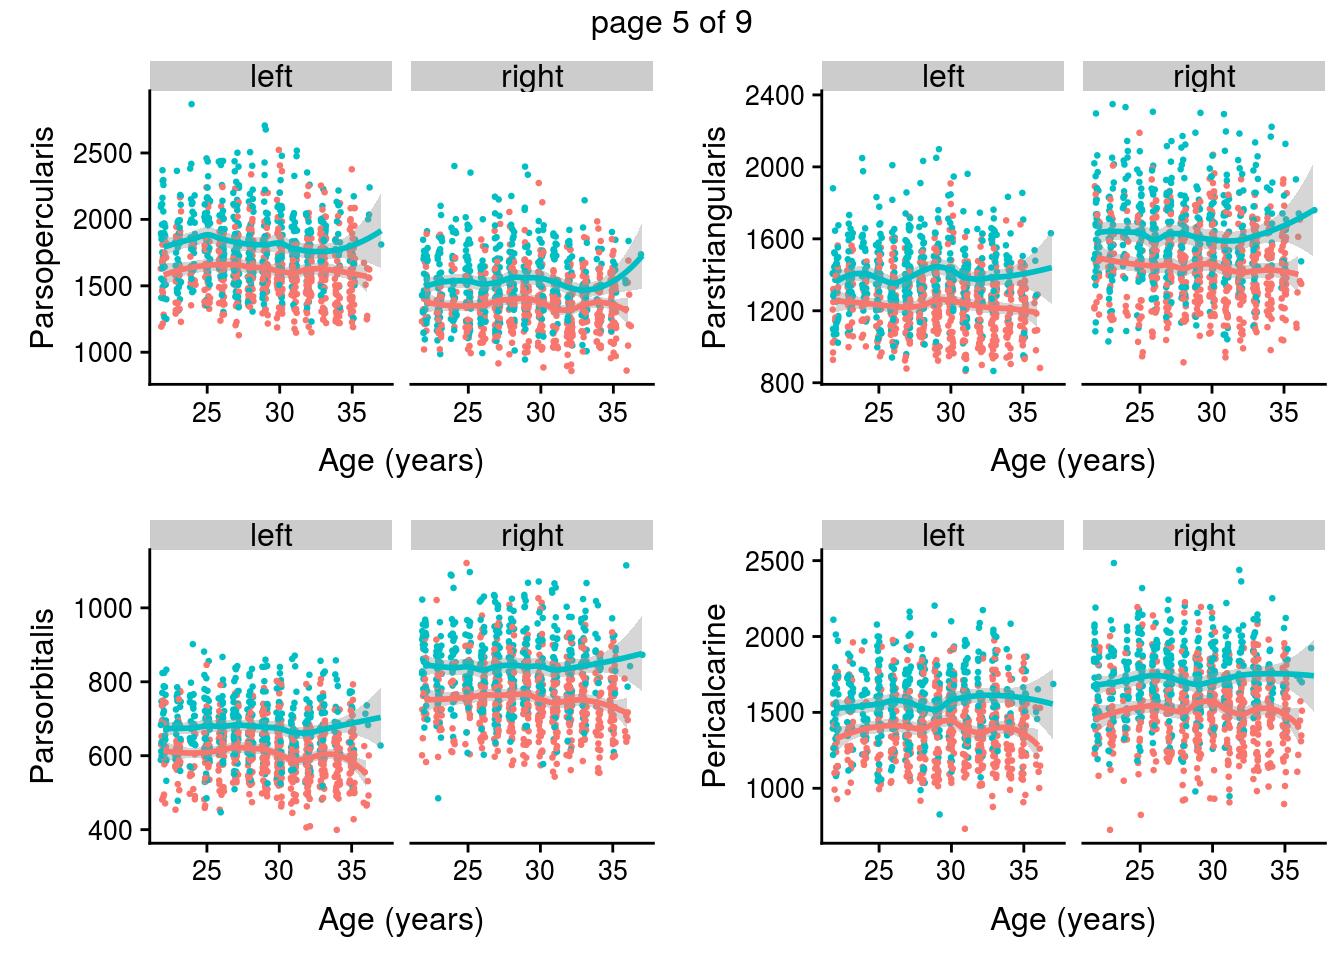 page 5 of 9
left right
Parsopercularis
2500
2000
1500
1000
25 30 35 25 30 35
Age (years)
left right
Parstriangularis
2400
2000
1600
1200
800
25 30 35 25 30 35
Age (years)
left right
Parsorbitalis
1000
800
600
400
25 30 35 25 30 35
Age (years)
left right
Pericalcarine
2500
2000
1500
1000
25 30 35 25 30 35
Age (years)